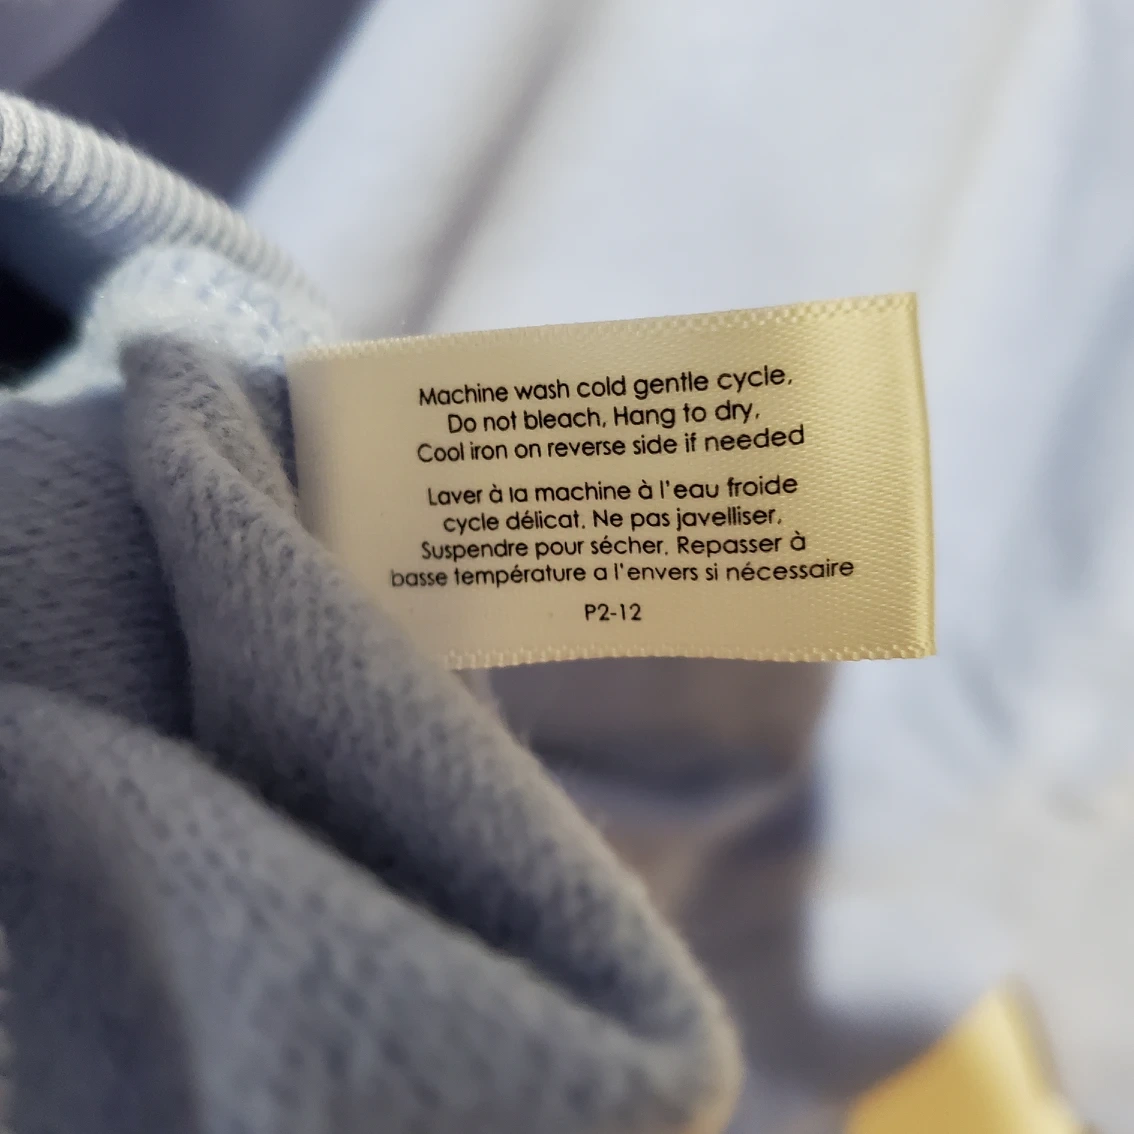 Machine wash cold gentle cycle,
Do not bleach, Hang to dry,
Cool iron on reverse side if needed
Laver à la machine à l'eau froide
cycle délicat. Ne pas javelliser,
Suspendre pour sécher. Repasser à
basse température a l'envers si nécessaire
P2-12